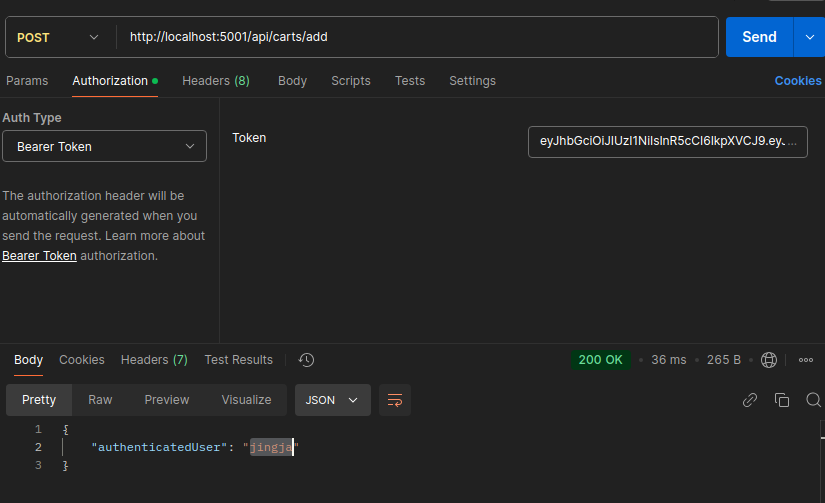 POST http://localhost:5001/api/carts/add Send
Params Authorization Headers (8) Body Scripts Tests Settings Cookies
Auth Type
Bearer Token
Token eyJhbGciOiJIUzI1NiIsInR5cCI6IkpXVCJ9.ey. ...
The authorization header will be
automatically generated when you
send the request. Learn more about
Bearer Token authorization.
Body Cookies Headers (7) Test Results 200 OK 36 ms 265 B
Pretty Raw Preview Visualize JSON
1 {
2 "authenticatedUser": "jingja"
3 }